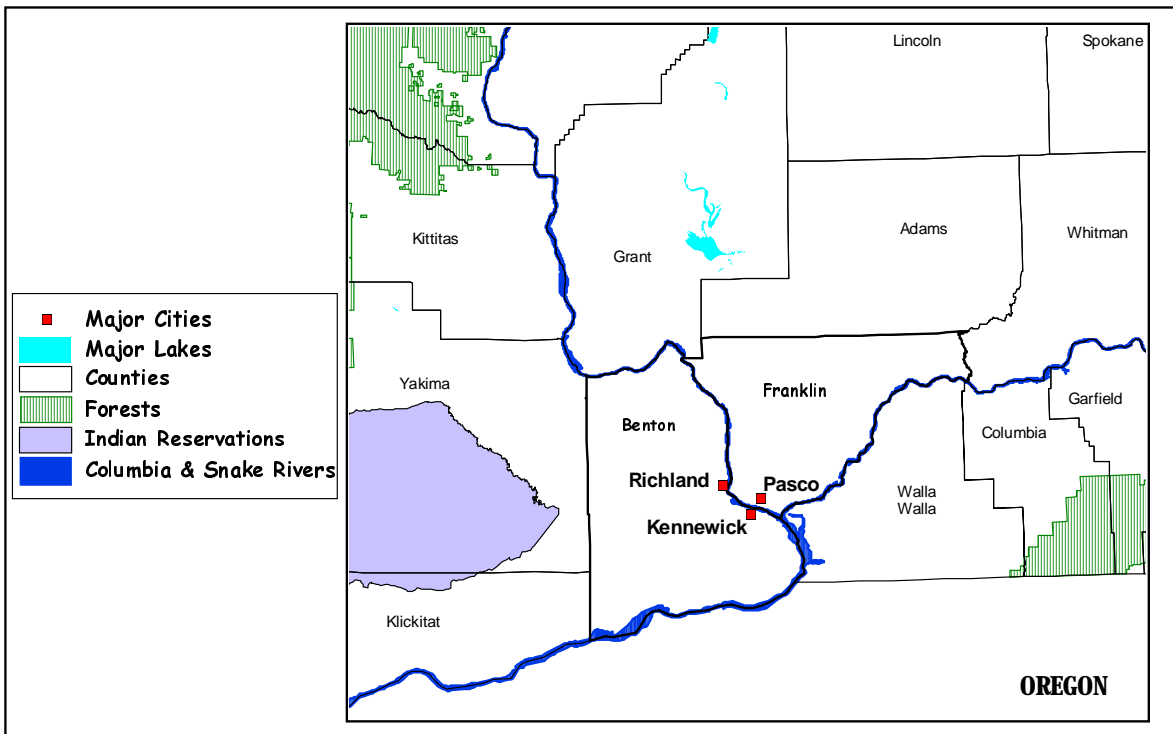 Major Cities
Major Lakes
Counties
Forests
Indian Reservations
Columbia & Snake Rivers
Lincoln
Spokane
Kittitas
Grant
Adams
Whitman
Yakima
Franklin
Garfield
Benton
Columbia
Richland
Pasco
Walla
Walla
Kennewick
Klickitat
OREGON